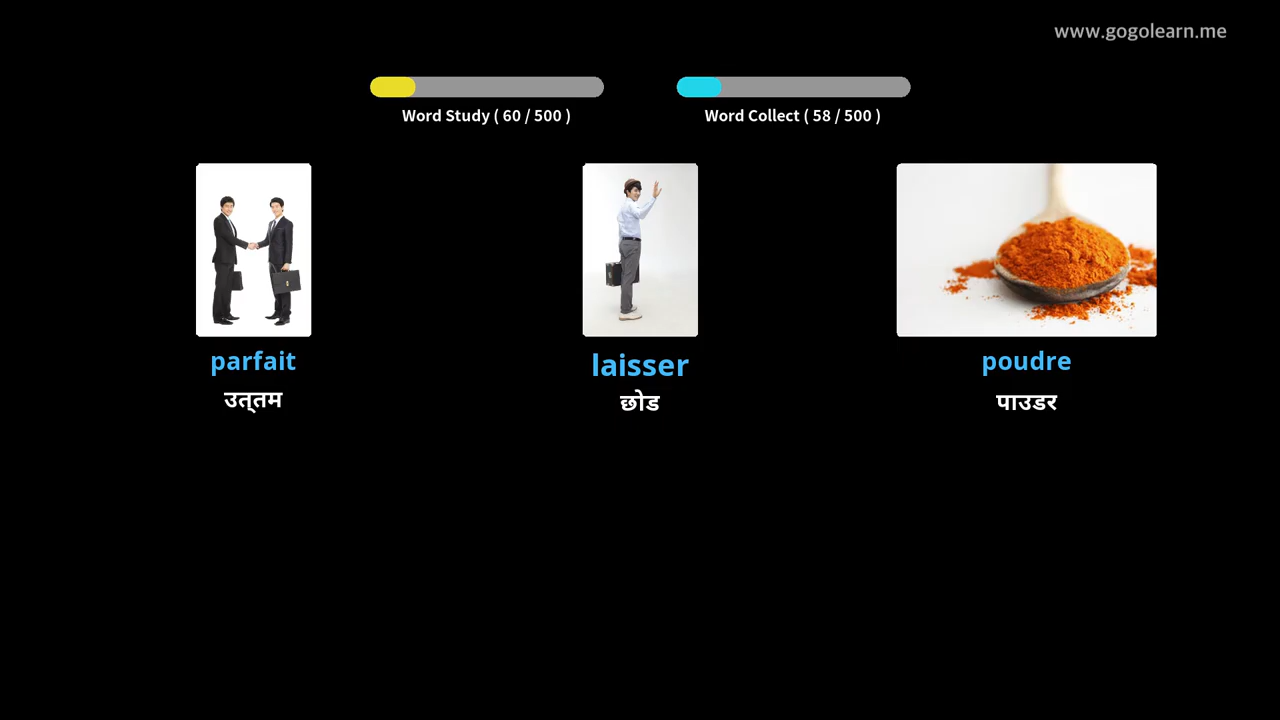 www.gogolearn.me
Word Study ( 60 / 500 )
Word Collect ( 58 / 500 )
parfait
laisser
poudre
उत्तम
छोड
पाउडर